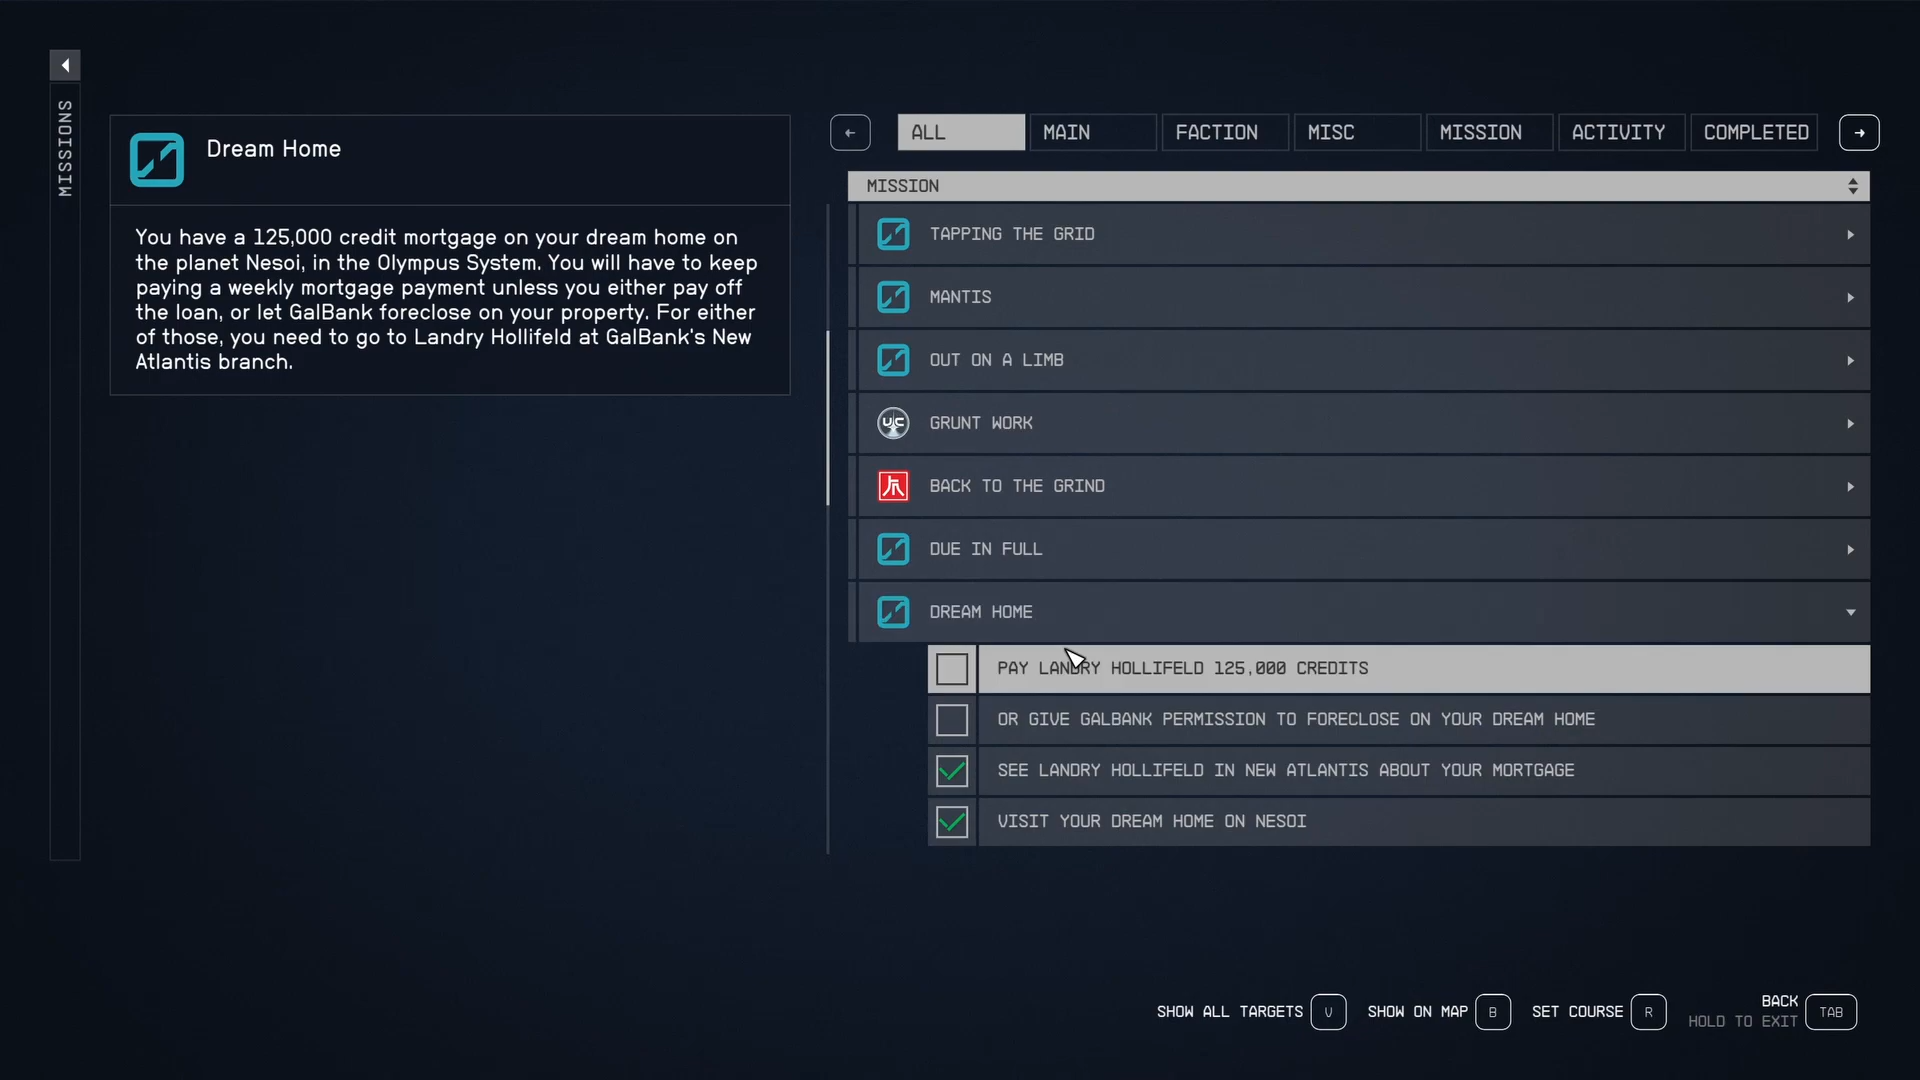 MISSIONS
Dream Home
You have a 125,000 credit mortgage on your dream home on
the planet Nesoi, in the Olympus System. You will have to keep
paying a weekly mortgage payment unless you either pay off
the loan, or let GalBank foreclose on your property. For either
of those, you need to go to Landry Hollifeld at GalBank's New
Atlantis branch.
ALL MAIN FACTION MISC MISSION ACTIVITY COMPLETED
MISSION
TAPPING THE GRID
MANTIS
OUT ON A LIMB
UC GRUNT WORK
BACK TO THE GRIND
DUE IN FULL
DREAM HOME
PAY LANDRY HOLLIFELD 125,000 CREDITS
OR GIVE GALBANK PERMISSION TO FORECLOSE ON YOUR DREAM HOME
SEE LANDRY HOLLIFELD IN NEW ATLANTIS ABOUT YOUR MORTGAGE
VISIT YOUR DREAM HOME ON NESOI
SHOW ALL TARGETS V SHOW ON MAP B SET COURSE R BACK TAB
HOLD TO EXIT